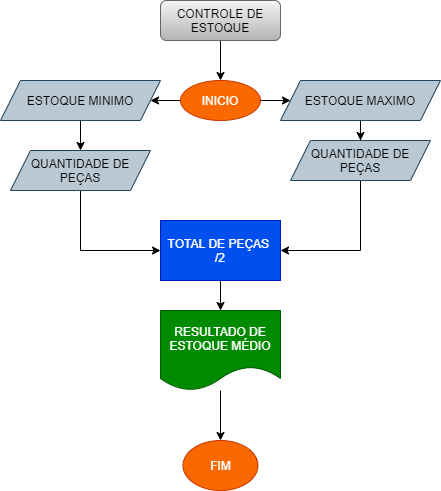 CONTROLE DE
ESTOQUE
ESTOQUE MINIMO
INICIO
ESTOQUE MAXIMO
QUANTIDADE DE
PEÇAS
QUANTIDADE DE
PEÇAS
TOTAL DE PEÇAS
/2
RESULTADO DE
ESTOQUE MÉDIO
FIM